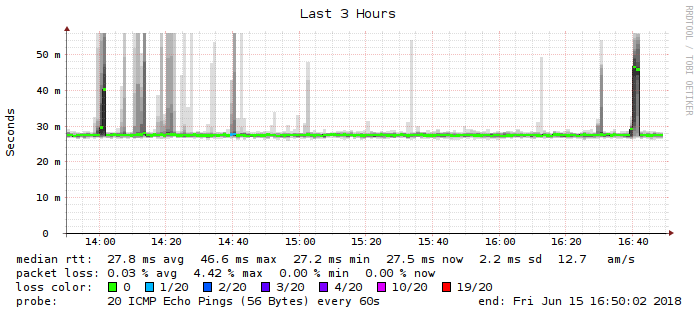 Last 3 Hours
RRDTOOL / TOBI OETIKER
Seconds
50 m
40 m
30 m
20 m
10 m
0
14:00 14:20 14:40 15:00 15:20 15:40 16:00 16:20 16:40
median rtt: 27.8 ms avg 46.6 ms max 27.2 ms min 27.5 ms now 2.2 ms sd 12.7 am/s
packet loss: 0.03 % avg 4.42 % max 0.00 % min 0.00 % now
loss color: 0 1/20 2/20 3/20 4/20 10/20 19/20
probe: 20 ICMP Echo Pings (56 Bytes) every 60s end: Fri Jun 15 16:50:02 2018